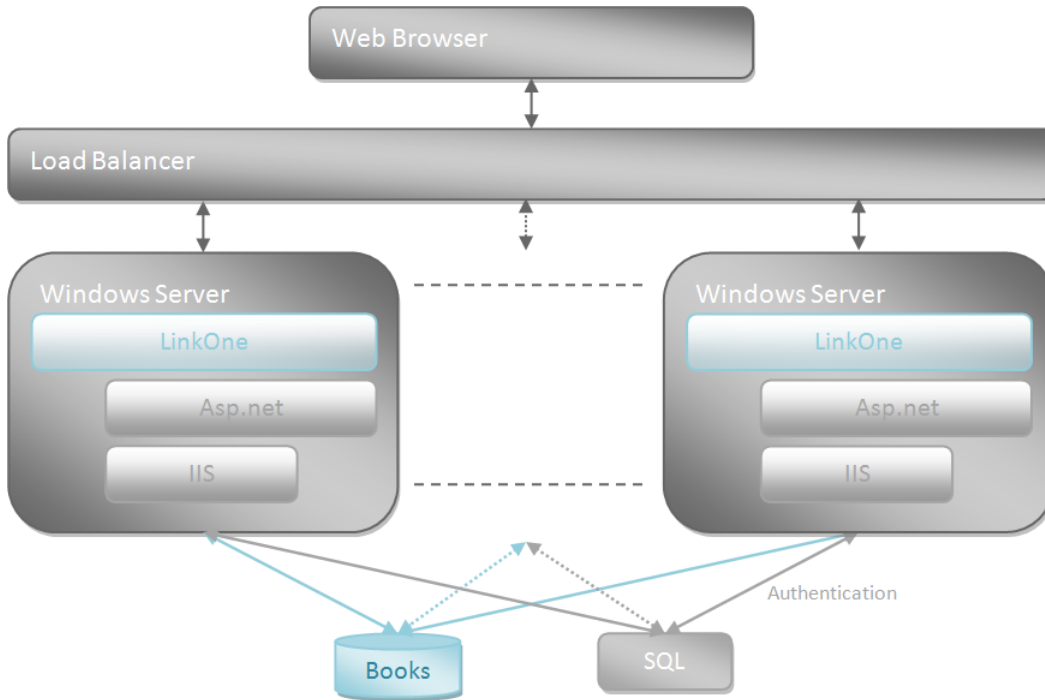 Web Browser
Load Balancer
Windows Server
LinkOne
Asp.net
IIS
Windows Server
LinkOne
Asp.net
IIS
Authentication
Books
SQL